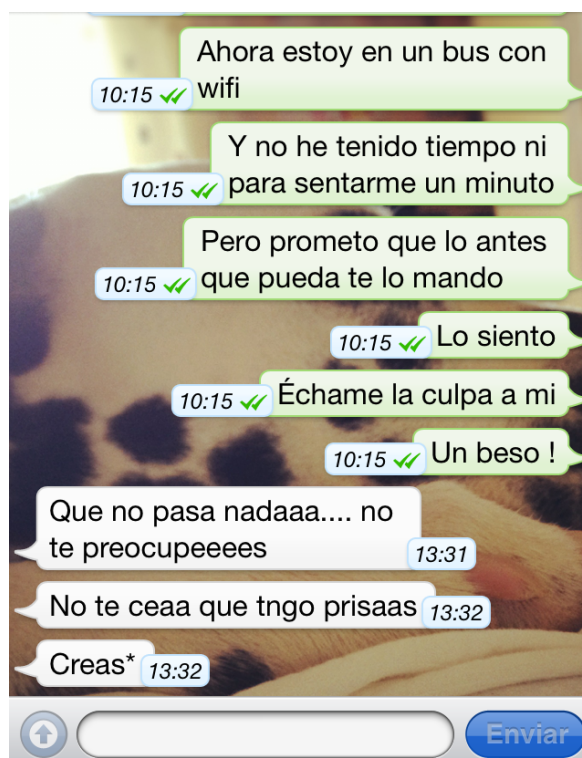 Ahora estoy en un bus con
10:15 wifi
Y no he tenido tiempo ni
10:15 para sentarme un minuto
Pero prometo que lo antes
10:15 que pueda te lo mando
10:15 Lo siento
10:15 Échame la culpa a mi
10:15 Un beso !
Que no pasa nadaaa.... no
te preocupeeees 13:31
No te ceaa que tngo prisaas 13:32
Creas* 13:32
Enviar